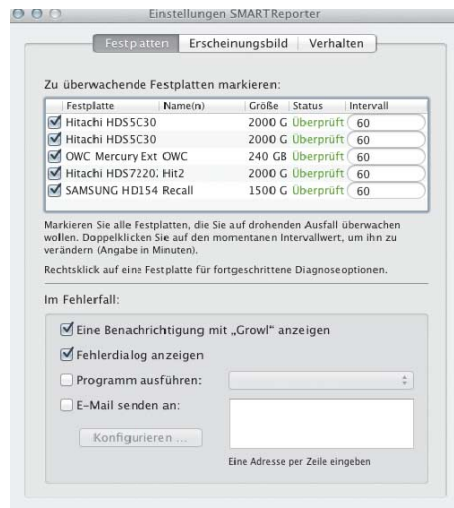 Einstellungen SMARTReporter
Festplatten Erscheinungsbild Verhalten
Zu überwachende Festplatten markieren:
Festplatte Name(n) Größe Status Intervall
Hitachi HDS5C30 2000 G Überprüft 60
Hitachi HDS5C30 2000 G Überprüft 60
OWC Mercury Ext OWC 240 GB Überprüft 60
Hitachi HDS7220: Hit2 2000 G Überprüft 60
SAMSUNG HD154 Recall 1500 G Überprüft 60
Markieren Sie alle Festplatten, die Sie auf drohenden Ausfall überwachen
wollen. Doppelklicken Sie auf den momentanen Intervallwert, um ihn zu
verändern (Angabe in Minuten).
Rechtsklick auf eine Festplatte für fortgeschrittene Diagnoseoptionen.
Im Fehlerfall:
Eine Benachrichtigung mit „Growl“ anzeigen
Fehlerdialog anzeigen
Programm ausführen:
E-Mail senden an:
Konfigurieren ...
Eine Adresse per Zeile eingeben